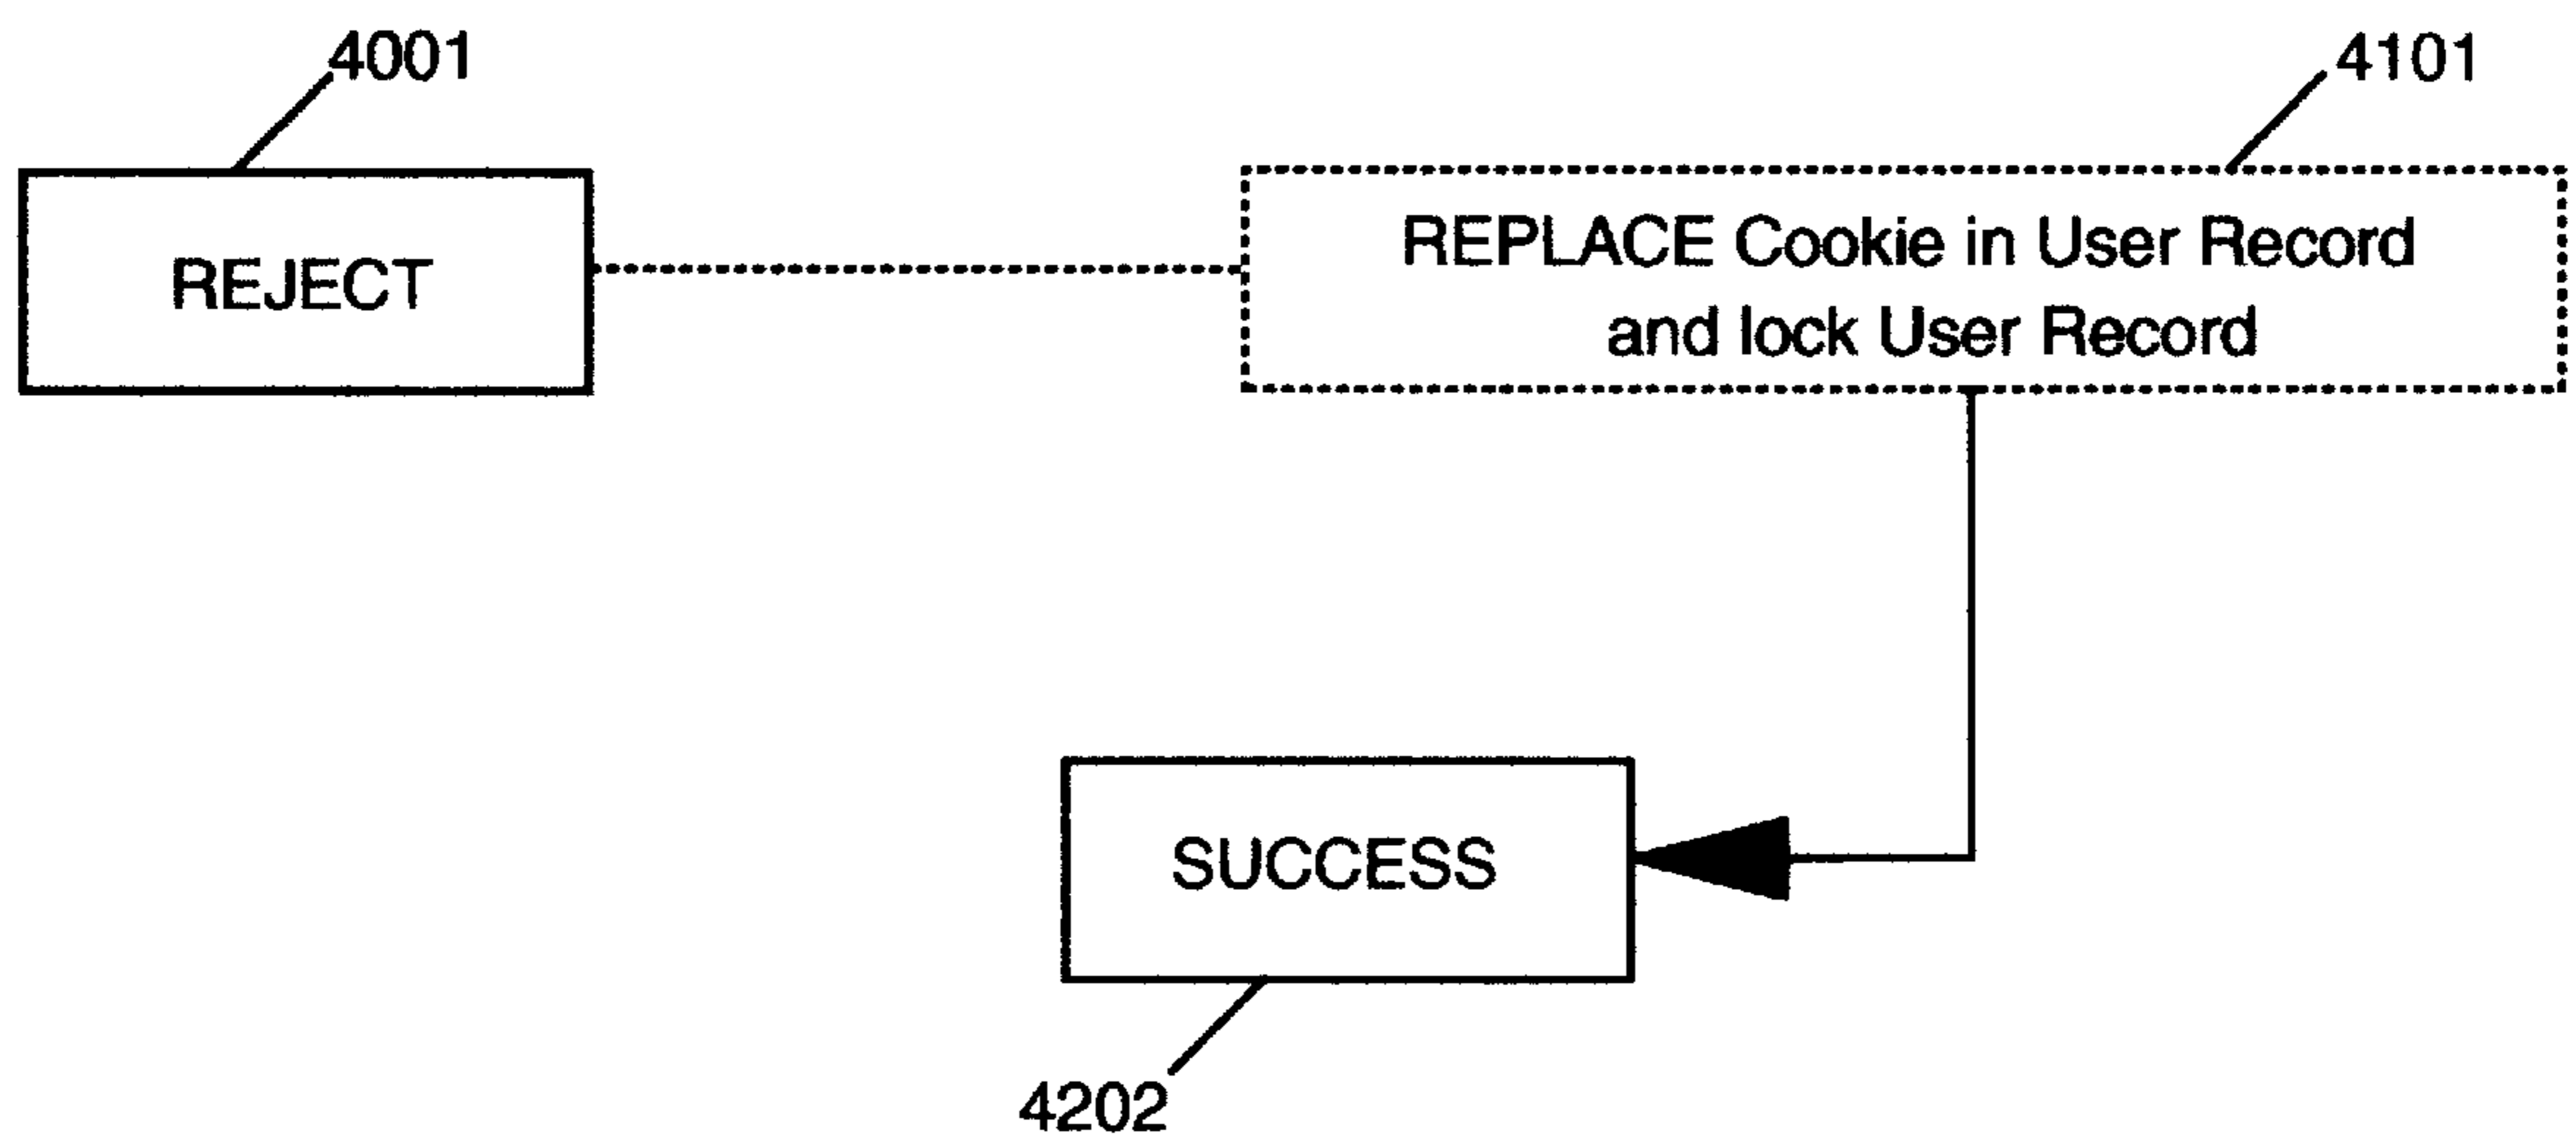 4001
4101
REJECT
REPLACE Cookie in User Record
and lock User Record
SUCCESS
4202